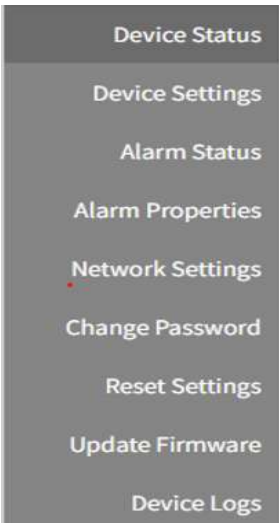 Device Status
Device Settings
Alarm Status
Alarm Properties
Network Settings
Change Password
Reset Settings
Update Firmware
Device Logs